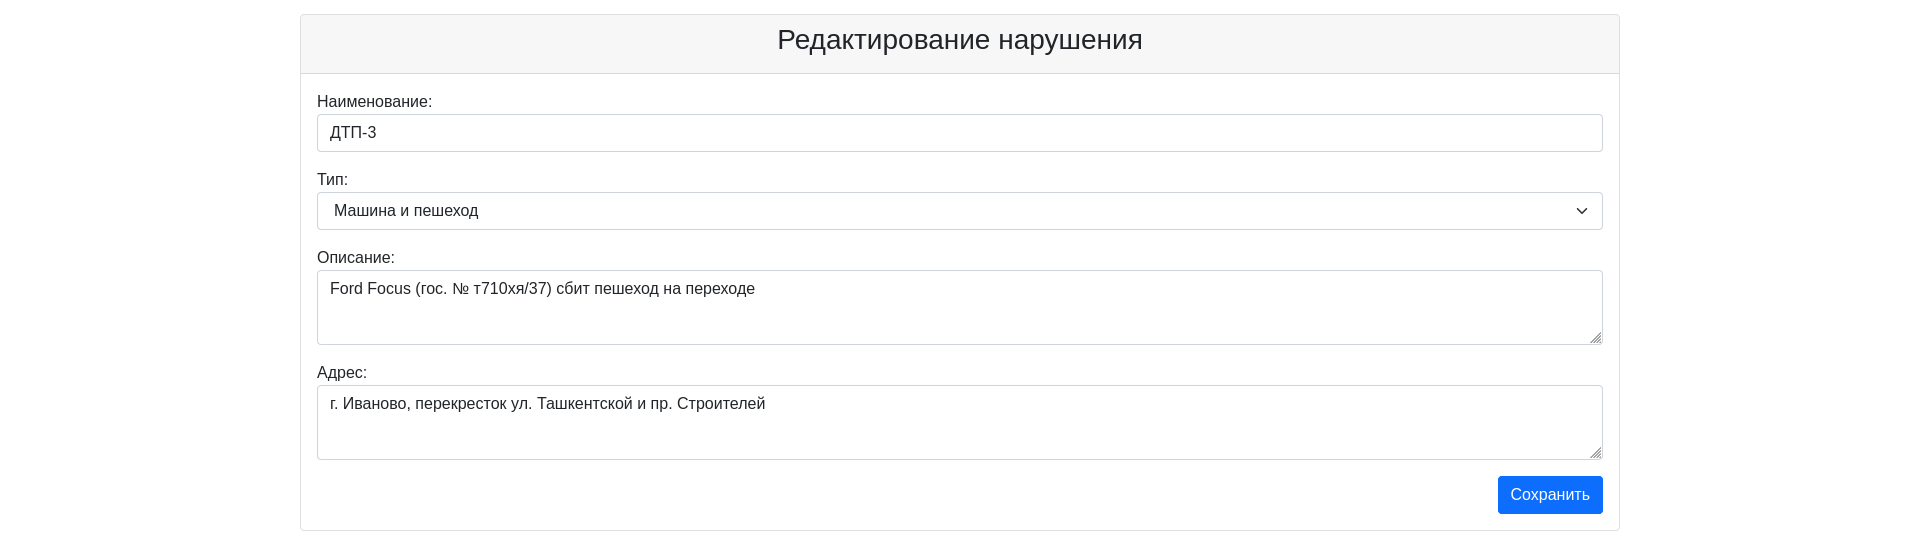 Редактирование нарушения
Наименование:
ДТП-3
Тип:
Машина и пешеход
Описание:
Ford Focus (гос. № т710хя/37) сбит пешеход на переходе
Адрес:
г. Иваново, перекресток ул. Ташкентской и пр. Строителей
Сохранить